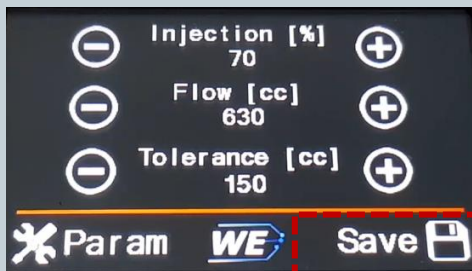 Injection [%]
70
Flow [cc]
630
Tolerance [cc]
150
Param WE Save